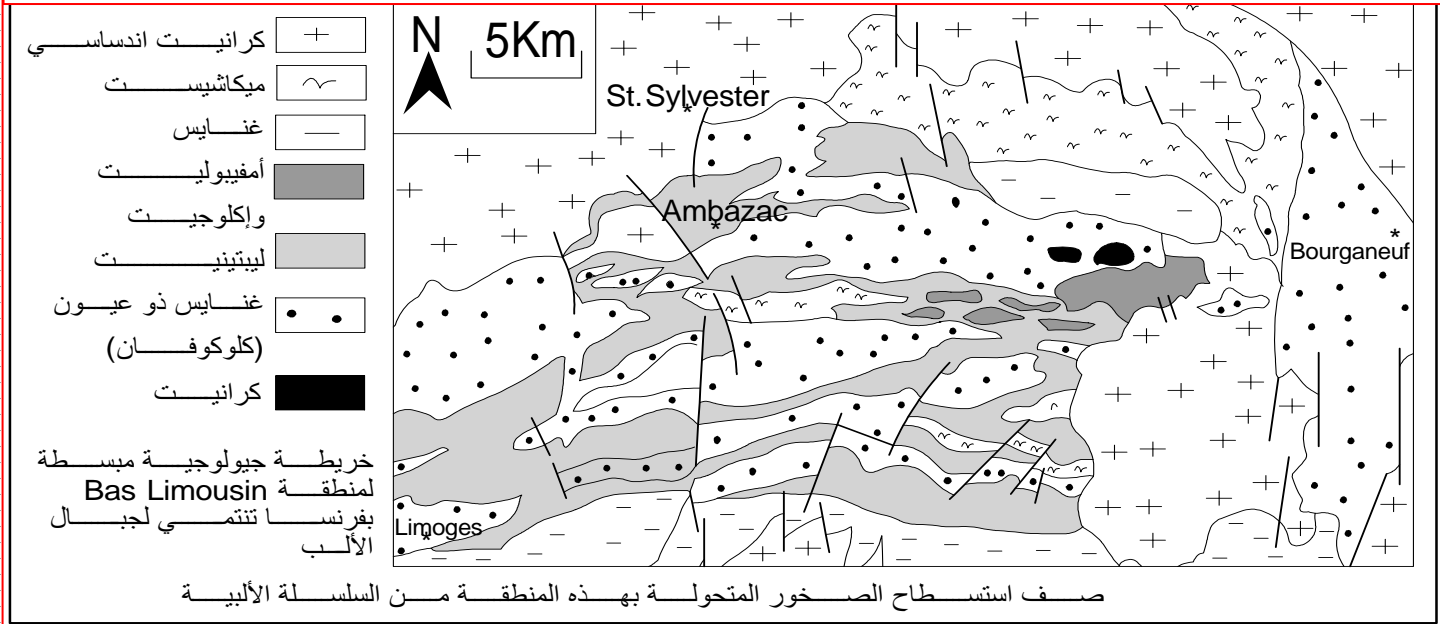 كرانيت اندساسي
ميكاشيست
غنايس
أمفيبوليت
وإكلوجيت
ليبتينيت
غنايس ذو عيون
(كلوكوفان)
كرانيت
خريطة جيولوجية مبسطة
لمنطقة Bas Limousin
بفرنسا تنتمي لجبال
الألب
N
5Km
St. Sylvester
Ambazac
Bourganeuf
Limoges
صف استسطاح الصخور المتحولة بهذه المنطقة من السلسلة الألبية